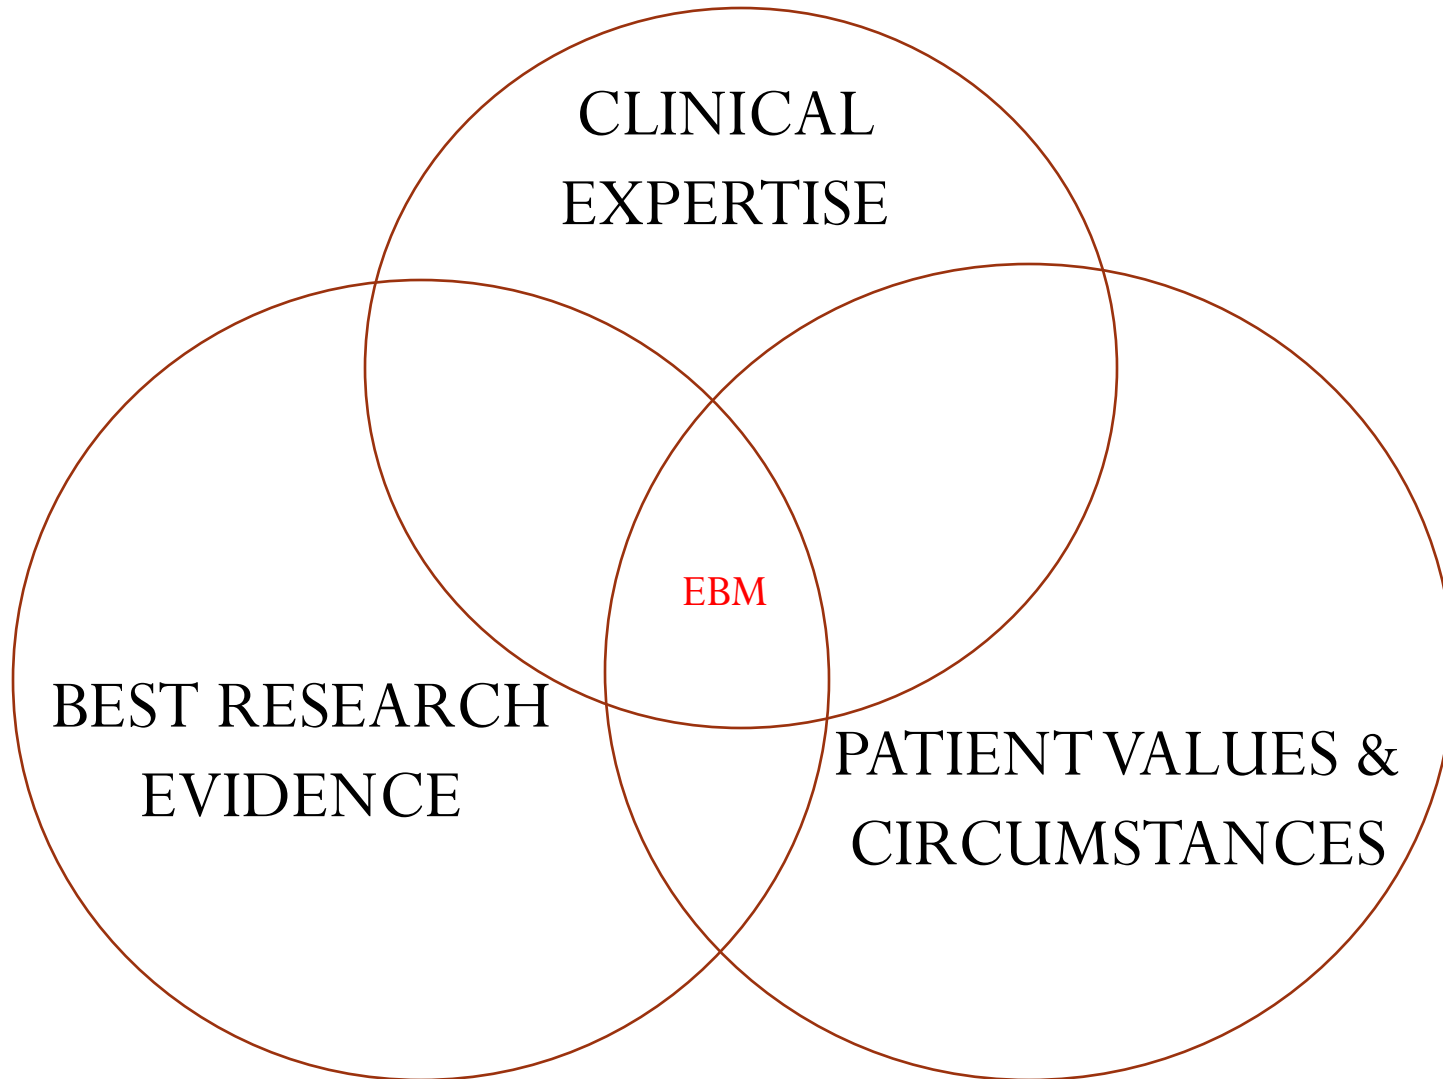 CLINICAL
EXPERTISE
EBM
BEST RESEARCH
EVIDENCE
PATIENT VALUES &
CIRCUMSTANCES